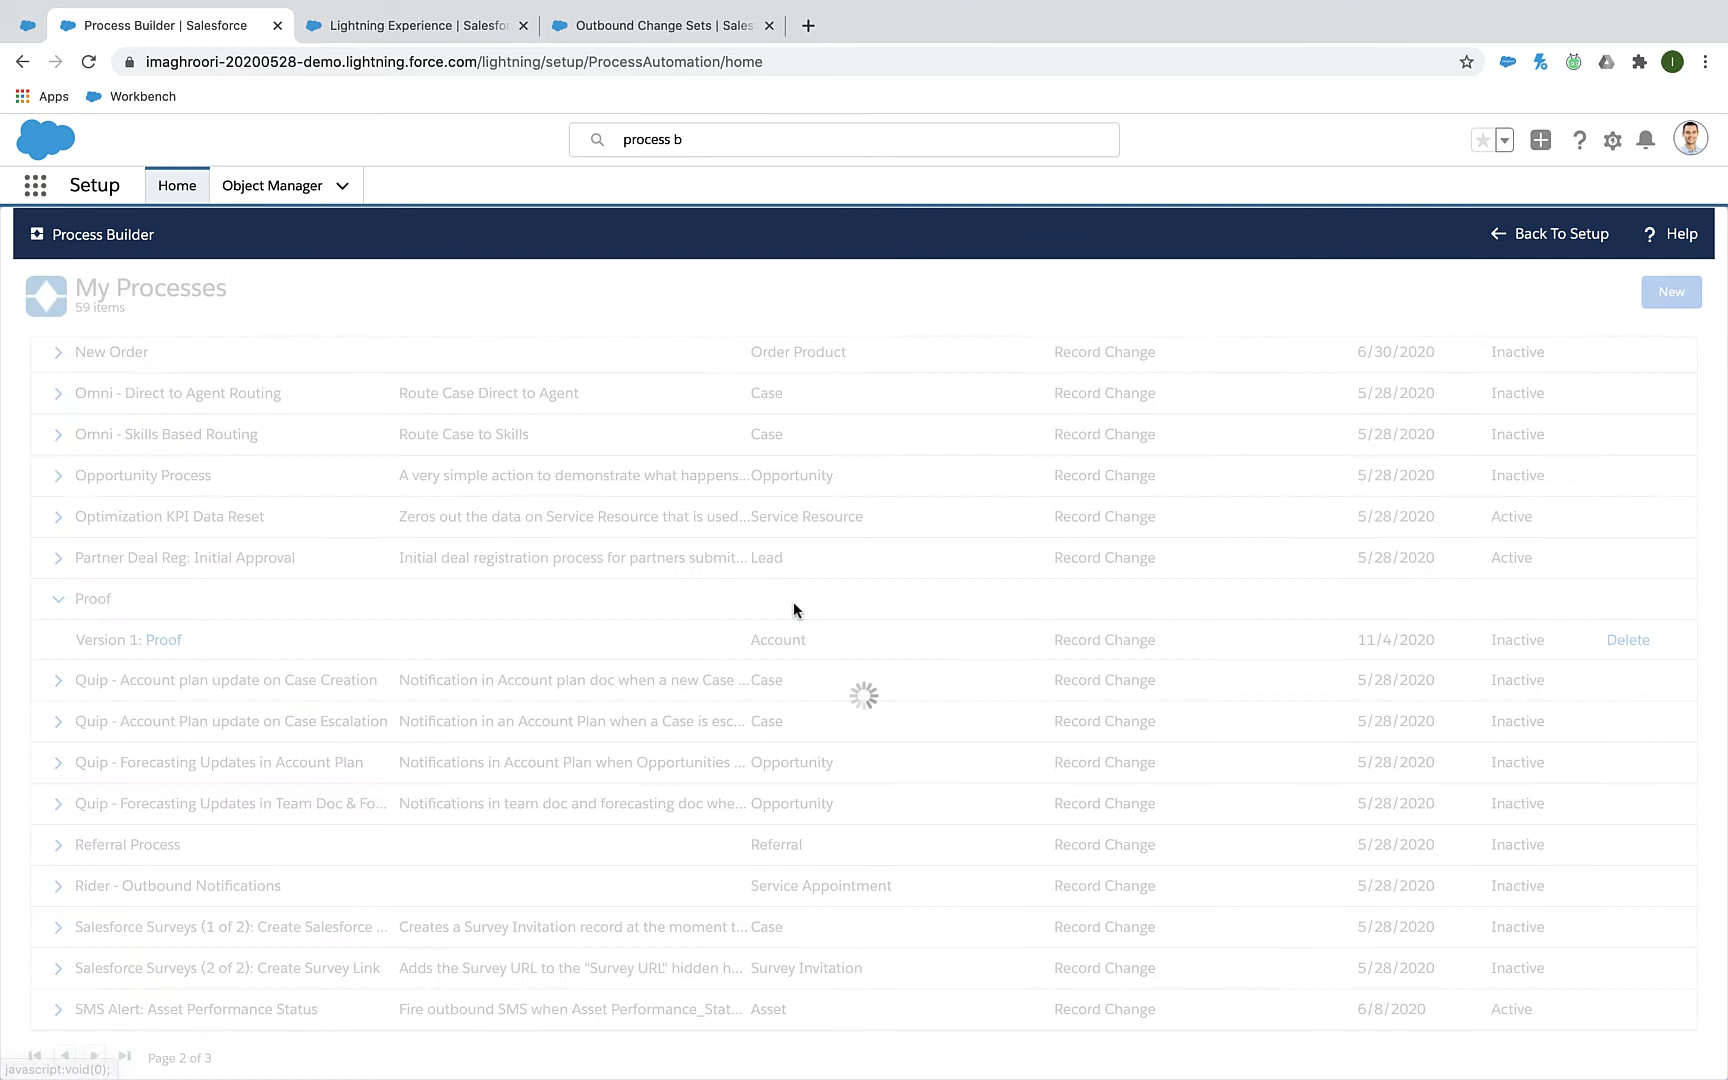 Process Builder | Salesforce
Lightning Experience | Salesfo
Outbound Change Sets | Sales
imaghroori-20200528-demo.lightning.force.com/lightning/setup/ProcessAutomation/home
I
Apps
Workbench
process b
Setup
Home
Object Manager
Process Builder
Back To Setup
? Help
My Processes
59 items
New
New Order Order Product Record Change 6/30/2020 Inactive
Omni - Direct to Agent Routing Route Case Direct to Agent Case Record Change 5/28/2020 Inactive
Omni - Skills Based Routing Route Case to Skills Case Record Change 5/28/2020 Inactive
Opportunity Process A very simple action to demonstrate what happens... Opportunity Record Change 5/28/2020 Inactive
Optimization KPI Data Reset Zeros out the data on Service Resource that is used... Service Resource Record Change 5/28/2020 Active
Partner Deal Reg: Initial Approval Initial deal registration process for partners submit... Lead Record Change 5/28/2020 Active
Proof
Version 1: Proof Account Record Change 11/4/2020 Inactive Delete
Quip - Account plan update on Case Creation Notification in Account plan doc when a new Case ... Case Record Change 5/28/2020 Inactive
Quip - Account Plan update on Case Escalation Notification in an Account Plan when a Case is esc... Case Record Change 5/28/2020 Inactive
Quip - Forecasting Updates in Account Plan Notifications in Account Plan when Opportunities ... Opportunity Record Change 5/28/2020 Inactive
Quip - Forecasting Updates in Team Doc & Fo... Notifications in team doc and forecasting doc whe... Opportunity Record Change 5/28/2020 Inactive
Referral Process Referral Record Change 5/28/2020 Inactive
Rider - Outbound Notifications Service Appointment Record Change 5/28/2020 Inactive
Salesforce Surveys (1 of 2): Create Salesforce ... Creates a Survey Invitation record at the moment t... Case Record Change 5/28/2020 Inactive
Salesforce Surveys (2 of 2): Create Survey Link Adds the Survey URL to the "Survey URL" hidden h... Survey Invitation Record Change 5/28/2020 Inactive
SMS Alert: Asset Performance Status Fire outbound SMS when Asset Performance_Stat... Asset Record Change 6/8/2020 Active
Page 2 of 3
javascript:void(0);